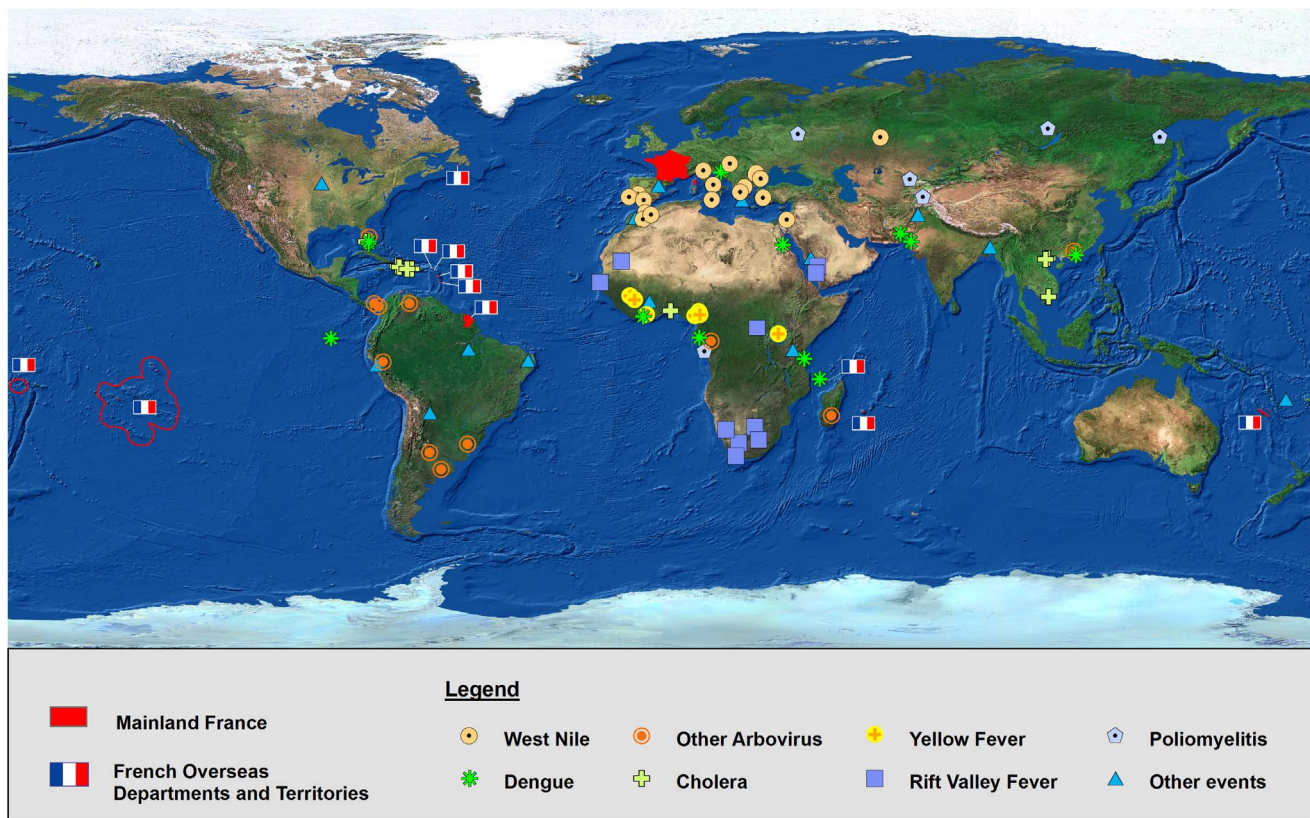 Legend
Mainland France
French Overseas
Departments and Territories
West Nile
Other Arbovirus
Yellow Fever
Poliomyelitis
Dengue
Cholera
Rift Valley Fever
Other events